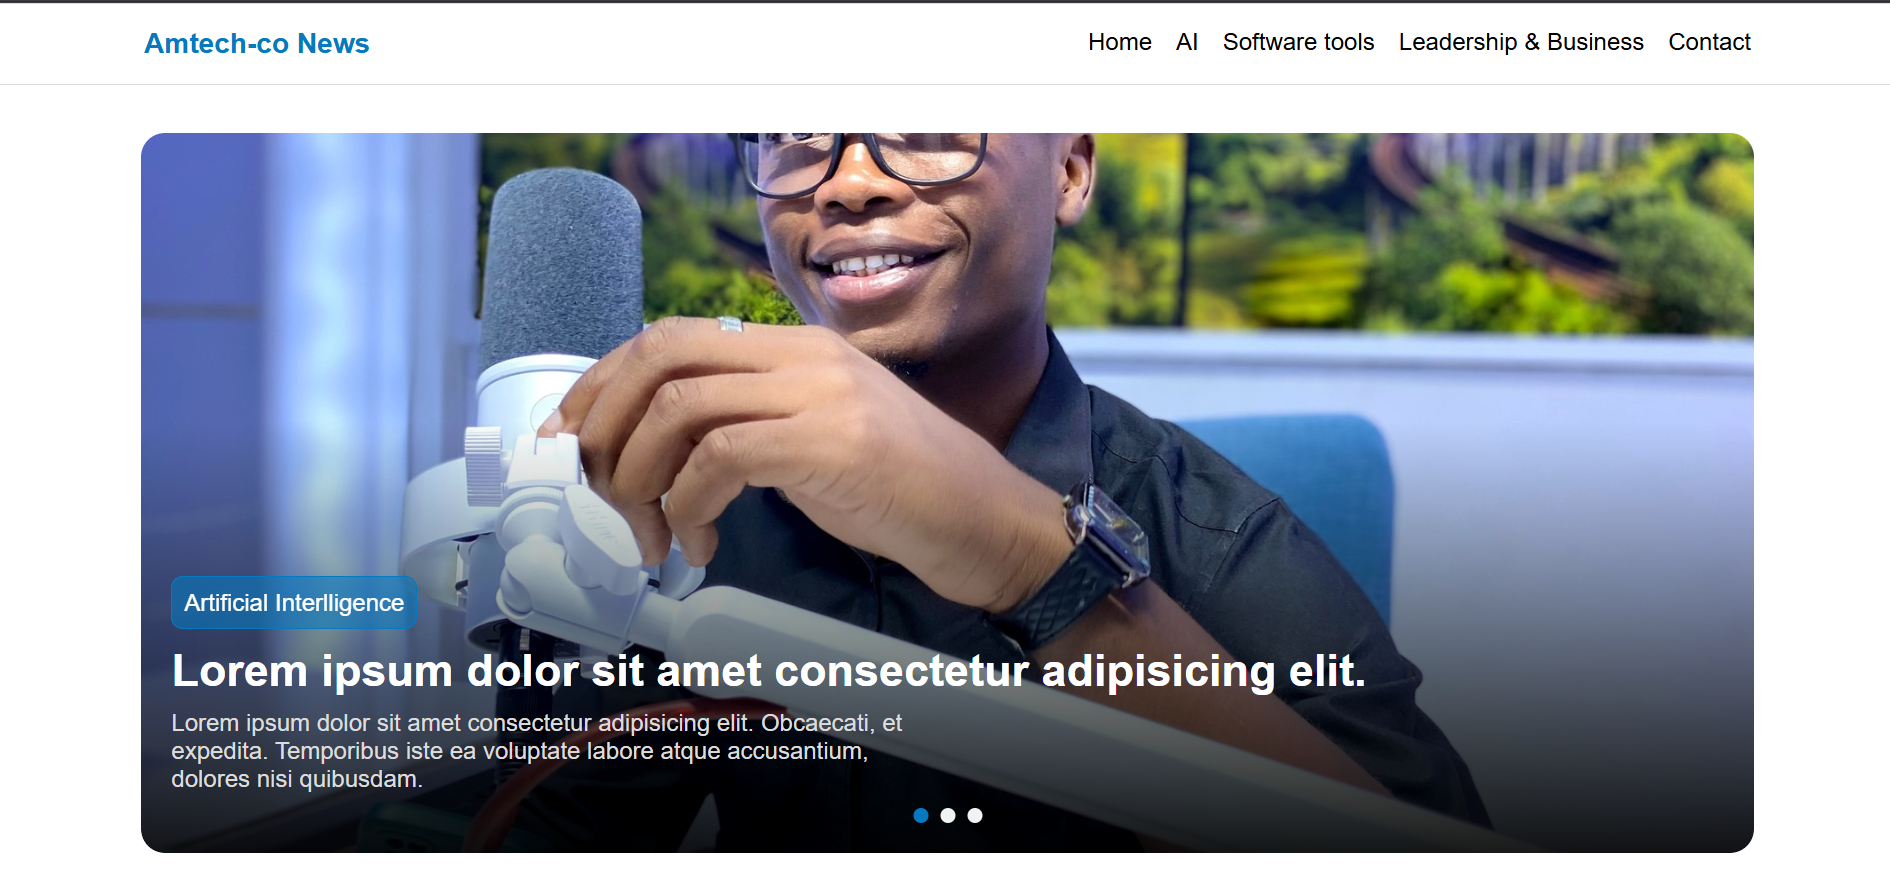 Amtech-co News
Home AI Software tools Leadership & Business Contact
Artificial Interlligence
Lorem ipsum dolor sit amet consectetur adipisicing elit.
Lorem ipsum dolor sit amet consectetur adipisicing elit. Obcaecati, et
expedita. Temporibus iste ea voluptate labore atque accusantium,
dolores nisi quibusdam.